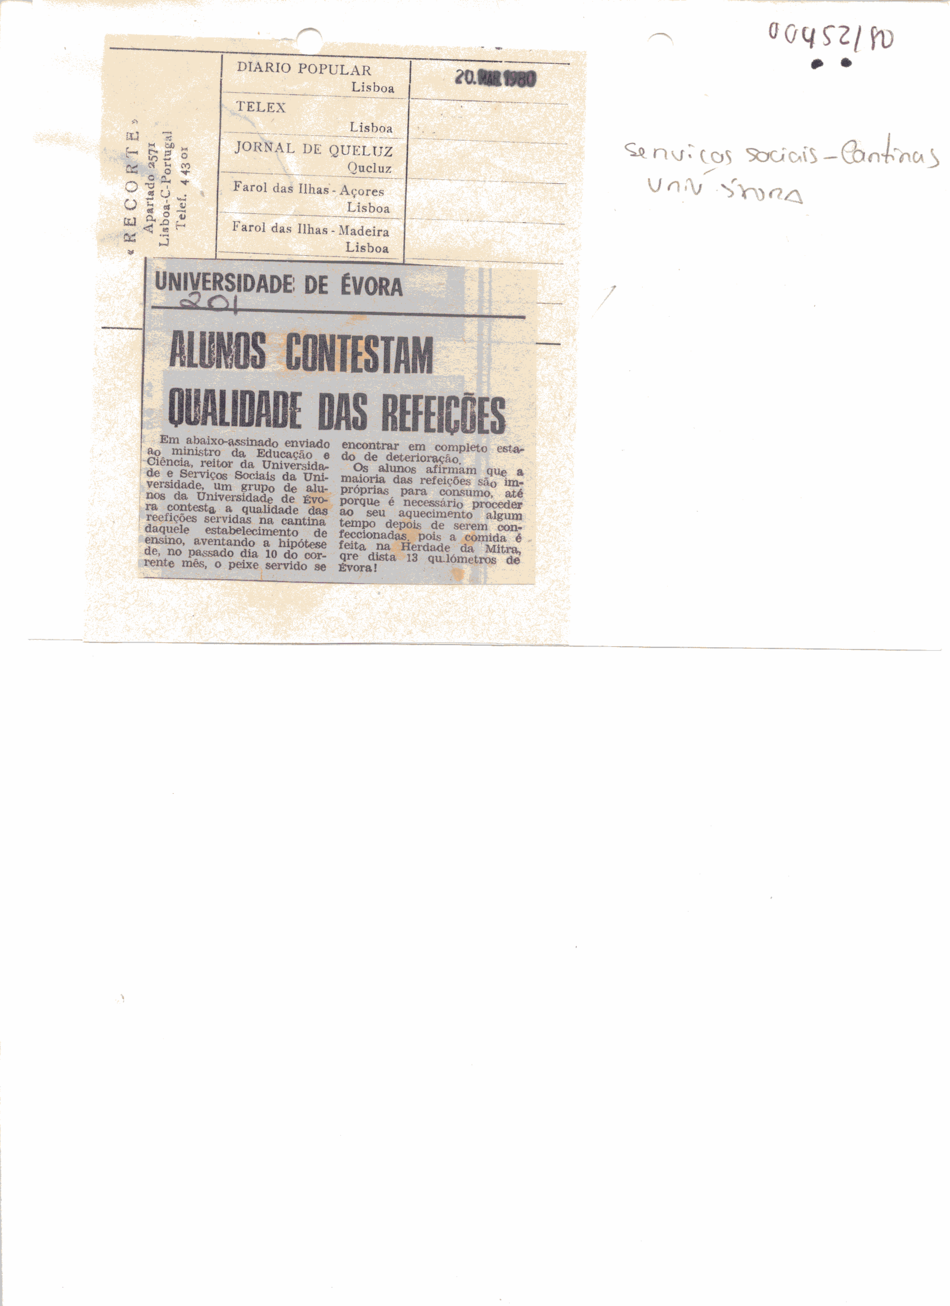 000452/80
«RECORTE»
Apartado 2571
Lisboa-C-Portugal
Telef. 4 43 01
DIARIO POPULAR
Lisboa
20. MAR. 1980
TELEX
Lisboa
JORNAL DE QUELUZ
Queluz
Farol das Ilhas - Açores
Lisboa
Farol das Ilhas - Madeira
Lisboa
serviços sociais - Cantinas
UNIV ÉVORA
UNIVERSIDADE DE ÉVORA
201
ALUNOS CONTESTAM
QUALIDADE DAS REFEIÇÕES
Em abaixo-assinado enviado
ao ministro da Educação e
Ciência, reitor da Universida-
de e Serviços Sociais da Uni-
versidade, um grupo de alu-
nos da Universidade de Évo-
ra contesta a qualidade das
reefições servidas na cantina
daquele estabelecimento de
ensino, aventando a hipótese
de, no passado dia 10 do cor-
rente mês, o peixe servido se
encontrar em completo esta-
do de deterioração.
Os alunos afirmam que a
maioria das refeições são im-
próprias para consumo, até
porque é necessário proceder
ao seu aquecimento algum
tempo depois de serem con-
feccionadas, pois a comida é
feita na Herdade da Mitra,
qre dista 13 qu.lómetros de
Évora!